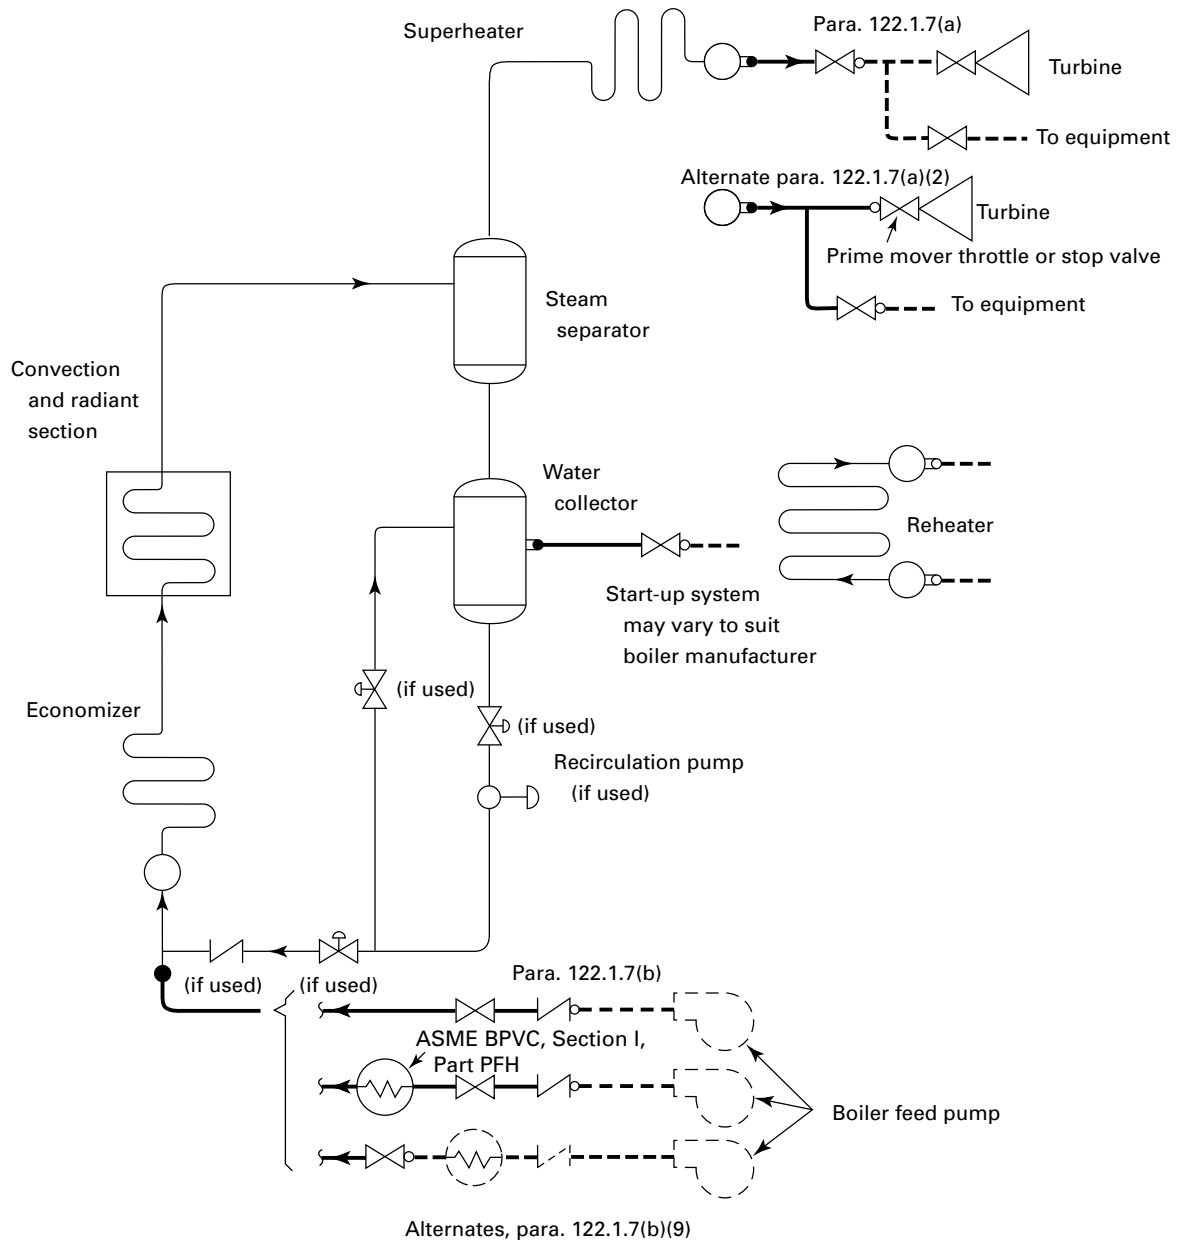 Superheater
Para. 122.1.7(a)
Turbine
To equipment
Alternate para. 122.1.7(a)(2)
Turbine
Prime mover throttle or stop valve
To equipment
Steam
separator
Convection
and radiant
section
Water
collector
Reheater
Start-up system
may vary to suit
boiler manufacturer
(if used)
Economizer
(if used)
Recirculation pump
(if used)
(if used)
(if used)
Para. 122.1.7(b)
ASME BPVC, Section I,
Part PFH
Boiler feed pump
Alternates, para. 122.1.7(b)(9)